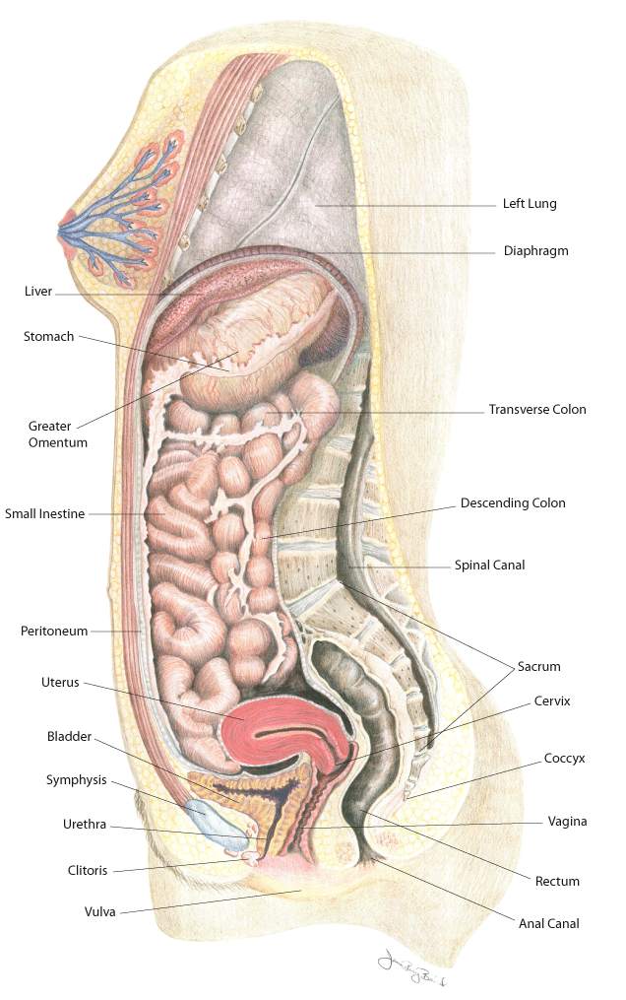 Left Lung
Diaphragm
Liver
Stomach
Transverse Colon
Greater
Omentum
Descending Colon
Small Inestine
Spinal Canal
Peritoneum
Sacrum
Uterus
Cervix
Bladder
Coccyx
Symphysis
Vagina
Urethra
Clitoris
Rectum
Vulva
Anal Canal